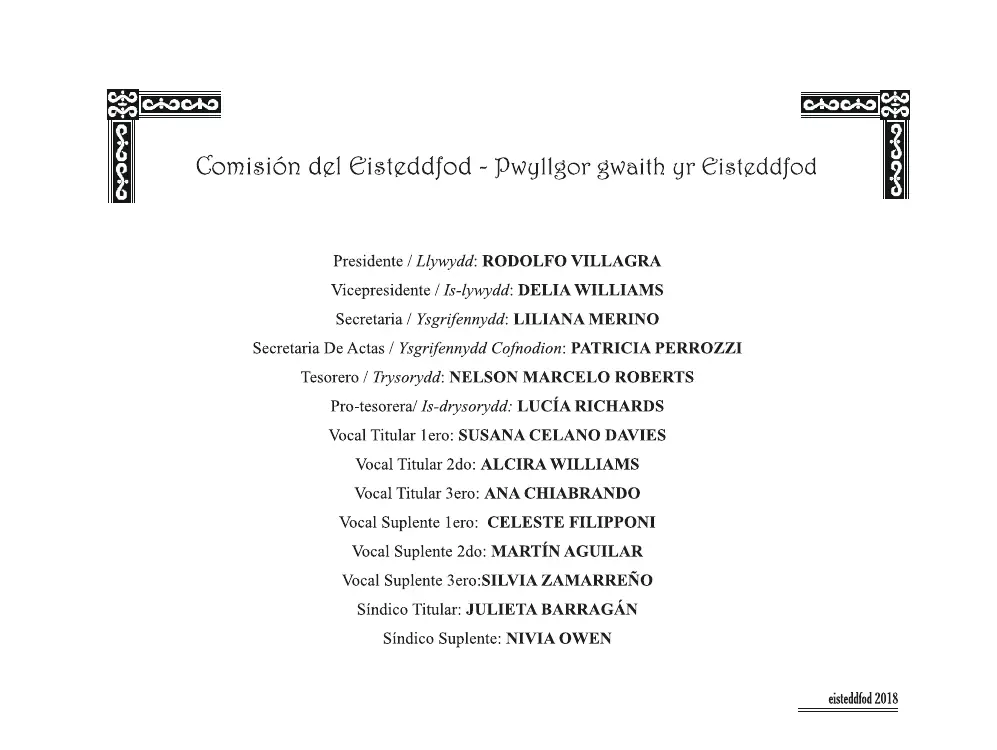 Comisión del Eisteddfod - Pwyllgor gwaith yr Eisteddfod
Presidente / Llywydd: RODOLFO VILLAGRA
Vicepresidente / Is-lywydd: DELIA WILLIAMS
Secretaria / Ysgrifennydd: LILIANA MERINO
Secretaria De Actas / Ysgrifennydd Cofnodion: PATRICIA PERROZZI
Tesorero / Trysorydd: NELSON MARCELO ROBERTS
Pro-tesorera/ Is-drysorydd: LUCÍA RICHARDS
Vocal Titular 1ero: SUSANA CELANO DAVIES
Vocal Titular 2do: ALCIRA WILLIAMS
Vocal Titular 3ero: ANA CHIABRANDO
Vocal Suplente 1ero: CELESTE FILIPPONI
Vocal Suplente 2do: MARTÍN AGUILAR
Vocal Suplente 3ero:SILVIA ZAMARREÑO
Síndico Titular: JULIETA BARRAGÁN
Síndico Suplente: NIVIA OWEN
eisteddfod 2018